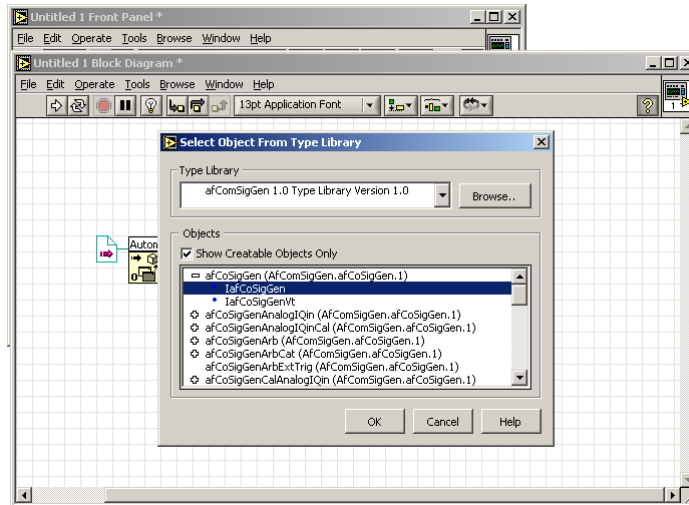 Untitled 1 Front Panel *
File Edit Operate Tools Browse Window Help
Untitled 1 Block Diagram *
File Edit Operate Tools Browse Window Help
13pt Application Font
1
Select Object From Type Library
Type Library
afComSigGen 1.0 Type Library Version 1.0
Browse..
Objects
Show Creatable Objects Only
Autom
afCoSigGen (AfComSigGen.afCoSigGen.1)
IafCoSigGen
IafCoSigGenVt
afCoSigGenAnalogIQin (AfComSigGen.afCoSigGen.1)
afCoSigGenAnalogIQinCal (AfComSigGen.afCoSigGen.1)
afCoSigGenArb (AfComSigGen.afCoSigGen.1)
afCoSigGenArbCat (AfComSigGen.afCoSigGen.1)
afCoSigGenArbExtTrig (AfComSigGen.afCoSigGen.1)
afCoSigGenCalAnalogIQin (AfComSigGen.afCoSigGen.1)
OK Cancel Help